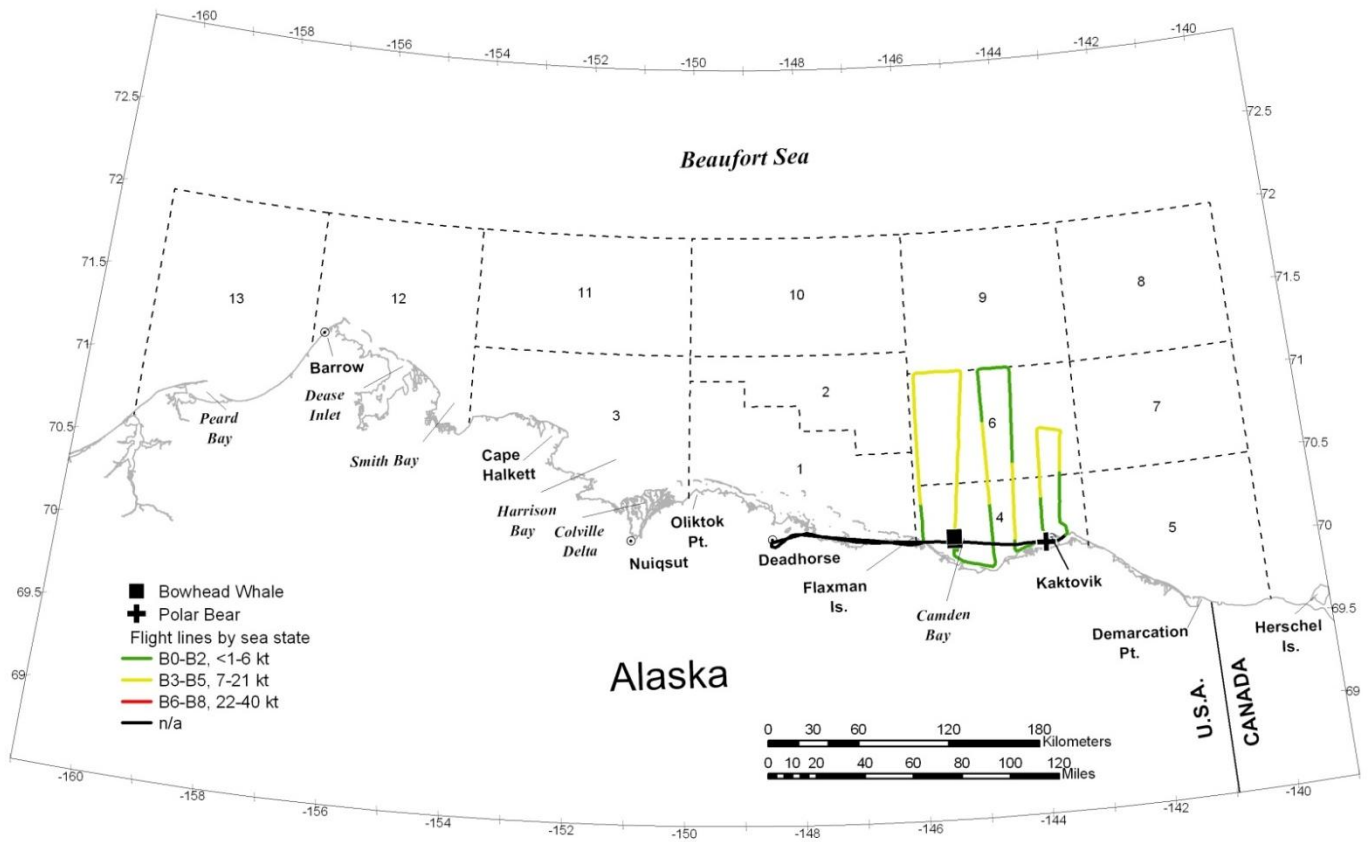 -160
-158
-156
-154
-152
-150
-148
-146
-144
-142
-140
72.5
72.5
Beaufort Sea
72
72
71.5
71.5
13
12
11
10
9
8
71
71
Barrow
Dease
Inlet
Peard
Bay
Smith Bay
3
2
6
7
70.5
70.5
Cape
Halkett
Harrison
Bay
Colville
Delta
Oliktok
Pt.
1
4
5
70
70
Nuiqsut
Deadhorse
Flaxman
Is.
Camden
Bay
Kaktovik
Demarcation
Pt.
Herschel
Is.
69.5
69.5
Bowhead Whale
Polar Bear
Flight lines by sea state
B0-B2, <1-6 kt
B3-B5, 7-21 kt
B6-B8, 22-40 kt
n/a
69
69
Alaska
U.S.A.
CANADA
0 30 60 120 180
Kilometers
0 10 20 40 60 80 100 120
Miles
-160
-158
-156
-154
-152
-150
-148
-146
-144
-142
-140